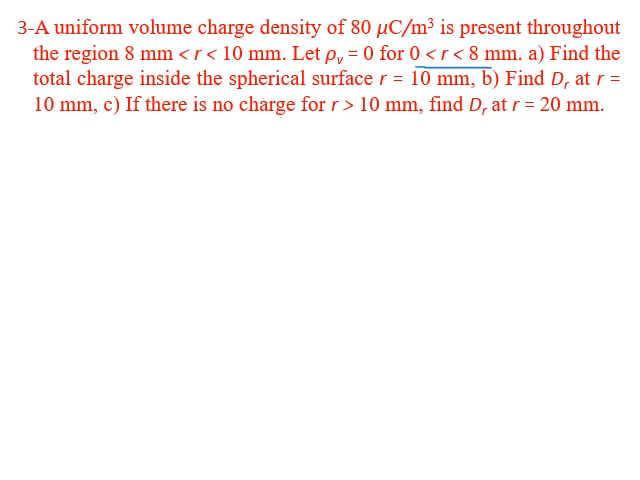 3-A uniform volume charge density of 80 μC/m³ is present throughout
the region 8 mm < r < 10 mm. Let ρᵥ = 0 for 0 < r < 8 mm. a) Find the
total charge inside the spherical surface r = 10 mm, b) Find Dᵣ at r =
10 mm, c) If there is no charge for r > 10 mm, find Dᵣ at r = 20 mm.